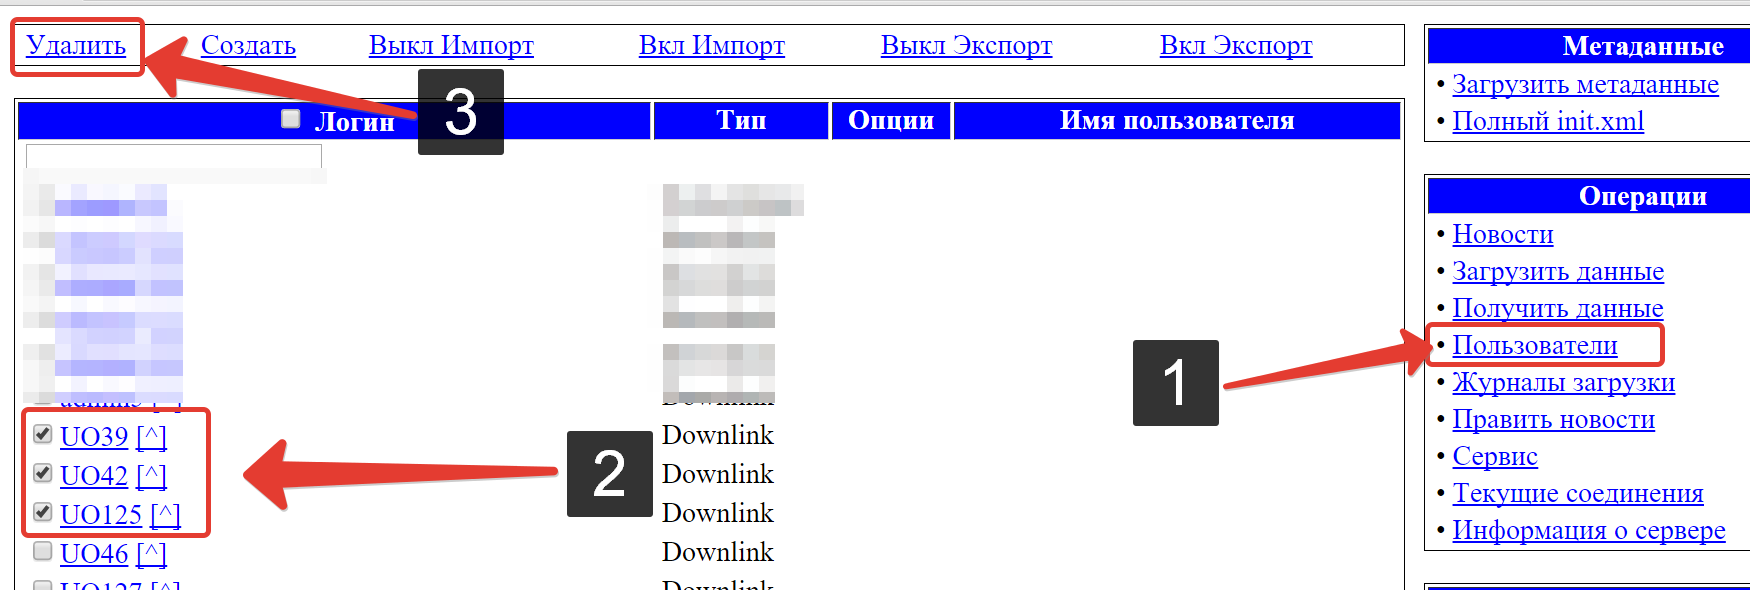 Удалить Создать Выкл Импорт Вкл Импорт Выкл Экспорт Вкл Экспорт
3
Логин Тип Опции Имя пользователя
UO39 [^] Downlink
UO42 [^] Downlink
UO125 [^] Downlink
UO46 [^] Downlink
2
1
Метаданные
• Загрузить метаданные
• Полный init.xml
Операции
• Новости
• Загрузить данные
• Получить данные
• Пользователи
• Журналы загрузки
• Править новости
• Сервис
• Текущие соединения
• Информация о сервере